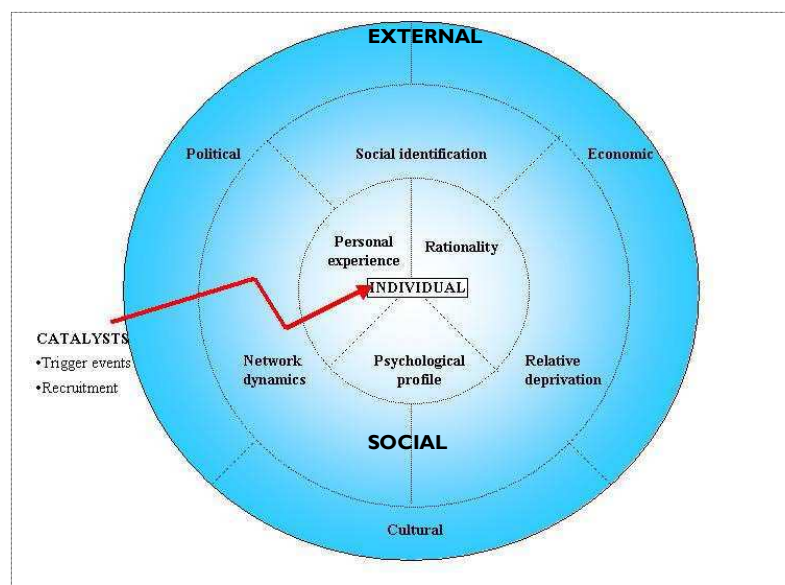 EXTERNAL
Political
Social identification
Economic
Personal
experience
Rationality
INDIVIDUAL
CATALYSTS
•Trigger events
•Recruitment
Network
dynamics
Psychological
profile
Relative
deprivation
SOCIAL
Cultural